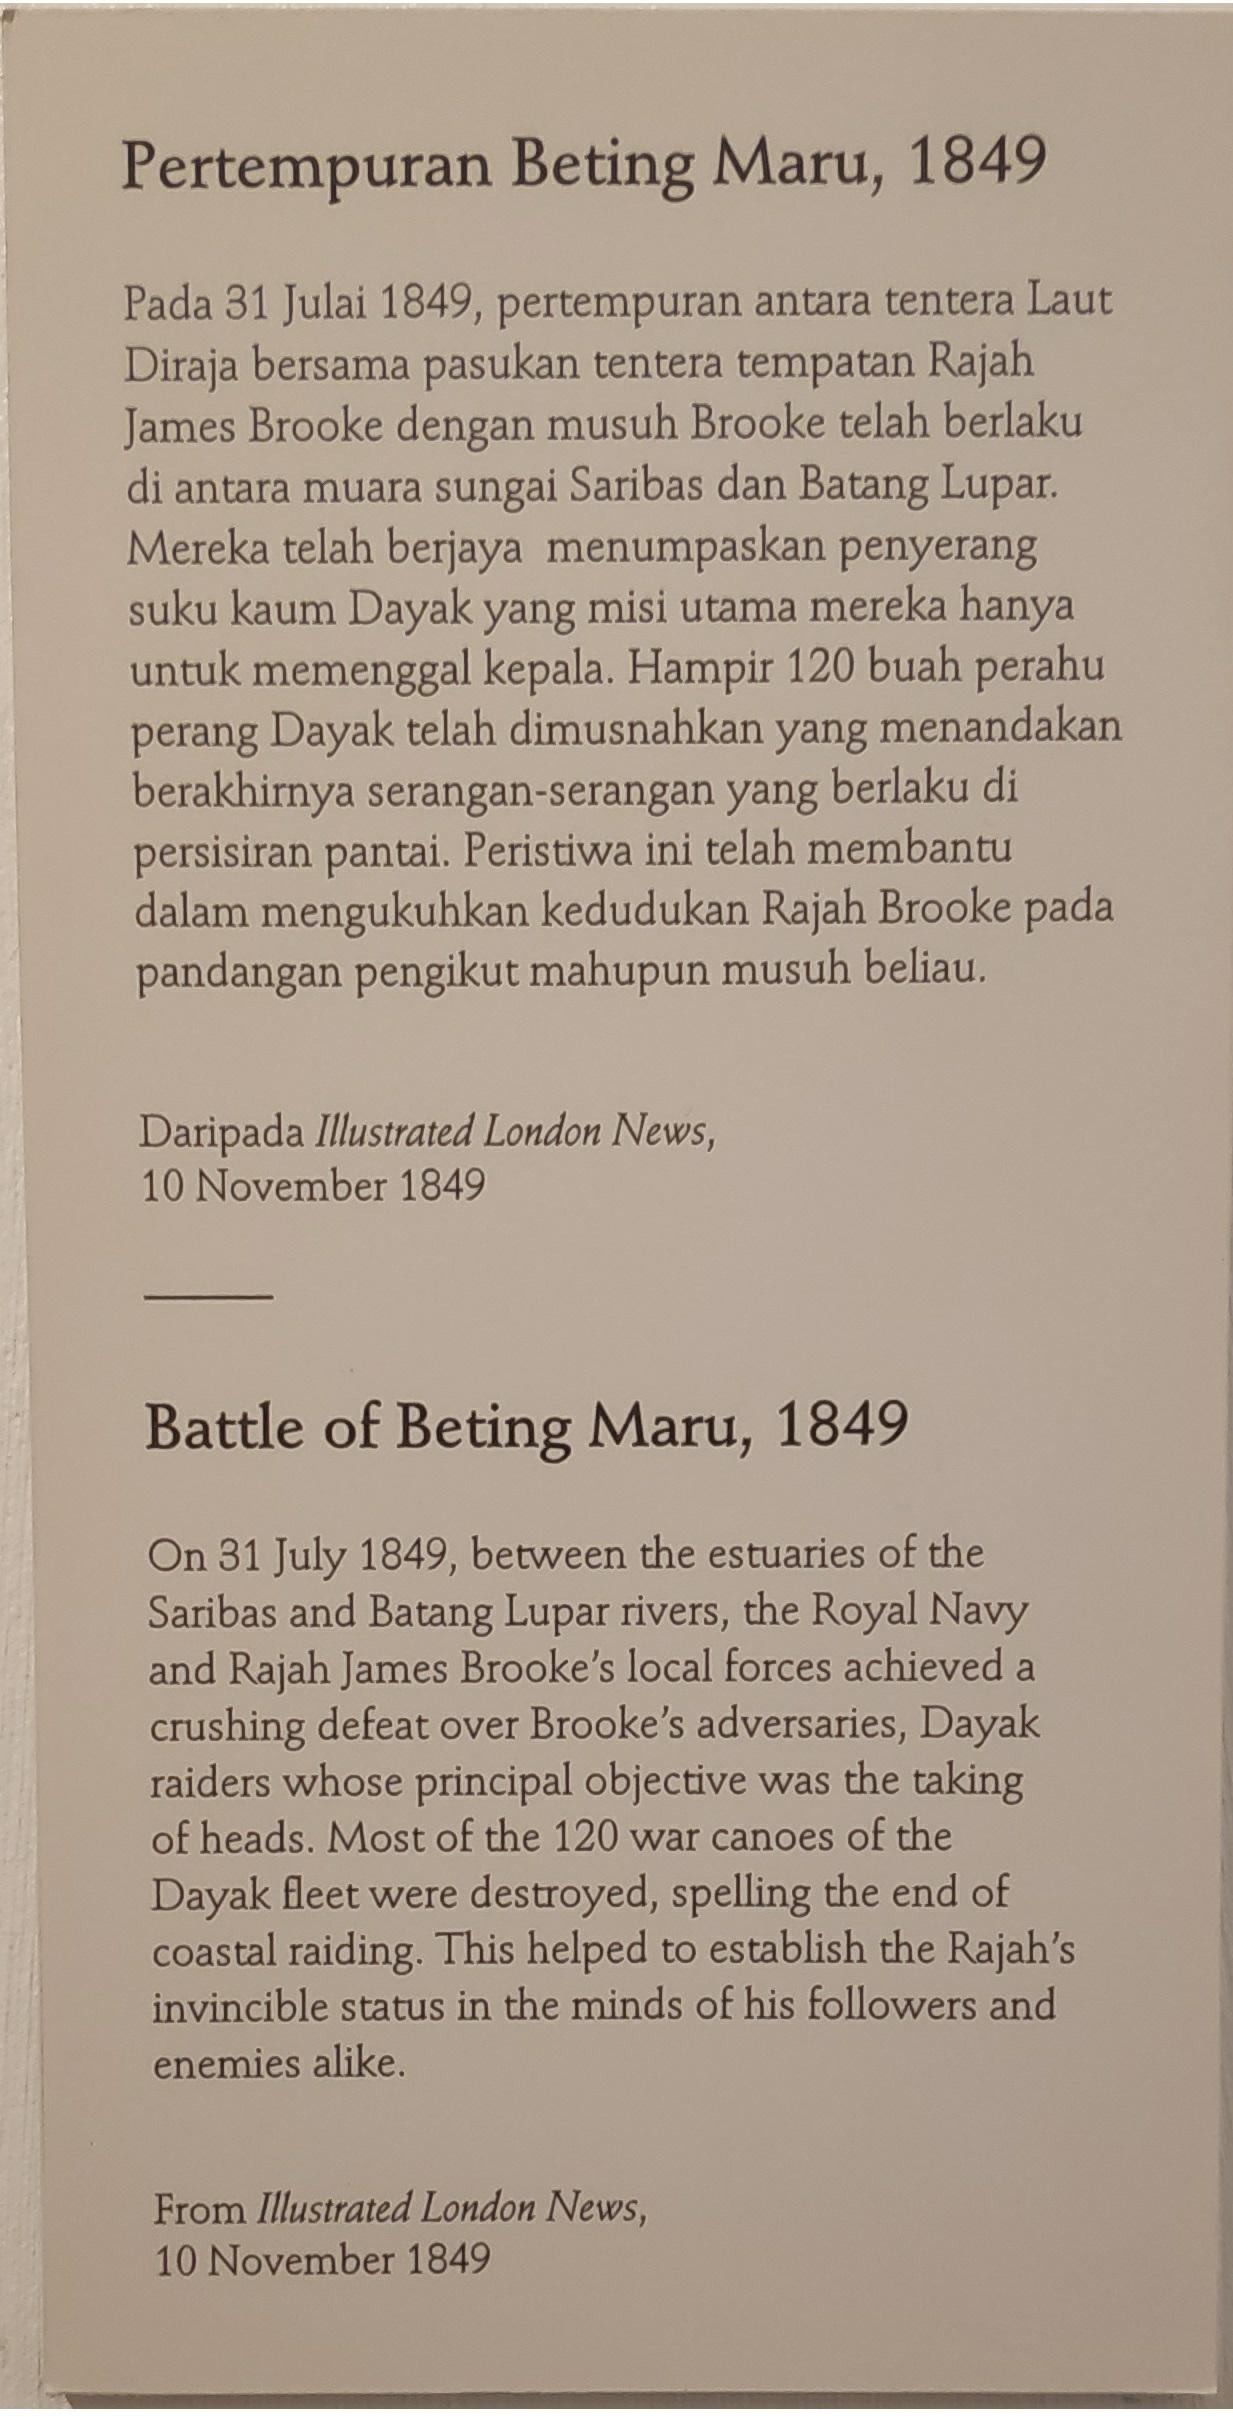 Pertempuran Beting Maru, 1849
Pada 31 Julai 1849, pertempuran antara tentera Laut
Diraja bersama pasukan tentera tempatan Rajah
James Brooke dengan musuh Brooke telah berlaku
di antara muara sungai Saribas dan Batang Lupar.
Mereka telah berjaya menumpaskan penyerang
suku kaum Dayak yang misi utama mereka hanya
untuk memenggal kepala. Hampir 120 buah perahu
perang Dayak telah dimusnahkan yang menandakan
berakhirnya serangan-serangan yang berlaku di
persisiran pantai. Peristiwa ini telah membantu
dalam mengukuhkan kedudukan Rajah Brooke pada
pandangan pengikut mahupun musuh beliau.
Daripada Illustrated London News,
10 November 1849
Battle of Beting Maru, 1849
On 31 July 1849, between the estuaries of the
Saribas and Batang Lupar rivers, the Royal Navy
and Rajah James Brooke's local forces achieved a
crushing defeat over Brooke's adversaries, Dayak
raiders whose principal objective was the taking
of heads. Most of the 120 war canoes of the
Dayak fleet were destroyed, spelling the end of
coastal raiding. This helped to establish the Rajah's
invincible status in the minds of his followers and
enemies alike.
From Illustrated London News,
10 November 1849